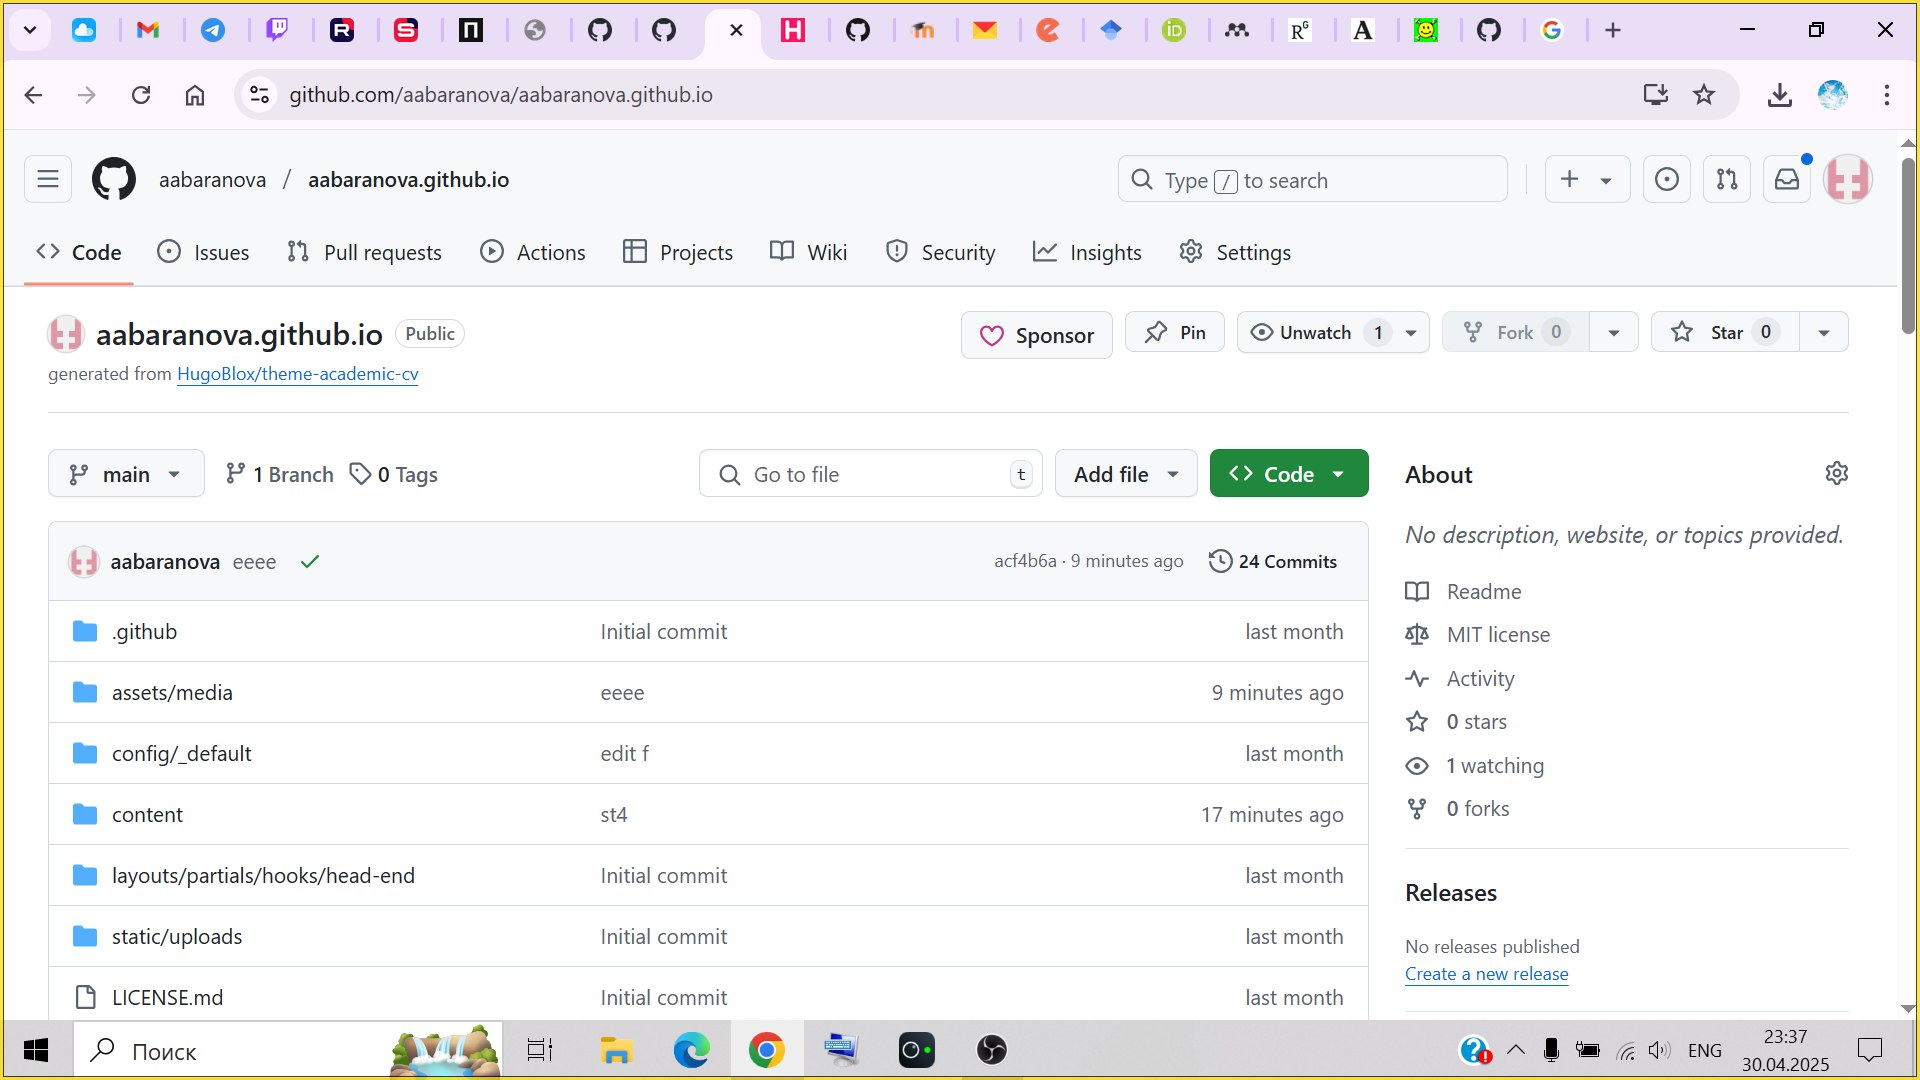 github.com/aabaranova/aabaranova.github.io
aabaranova / aabaranova.github.io
Type / to search
Code Issues Pull requests Actions Projects Wiki Security Insights Settings
aabaranova.github.io Public
Sponsor Pin Unwatch 1 Fork 0 Star 0
generated from HugoBlox/theme-academic-cv
main 1 Branch 0 Tags Go to file t Add file Code
About
No description, website, or topics provided.
aabaranova eeee acf4b6a · 9 minutes ago 24 Commits
.github Initial commit last month
assets/media eeee 9 minutes ago
config/_default edit f last month
content st4 17 minutes ago
layouts/partials/hooks/head-end Initial commit last month
static/uploads Initial commit last month
LICENSE.md Initial commit last month
Readme
MIT license
Activity
0 stars
1 watching
0 forks
Releases
No releases published
Create a new release
Поиск
ENG
23:37
30.04.2025